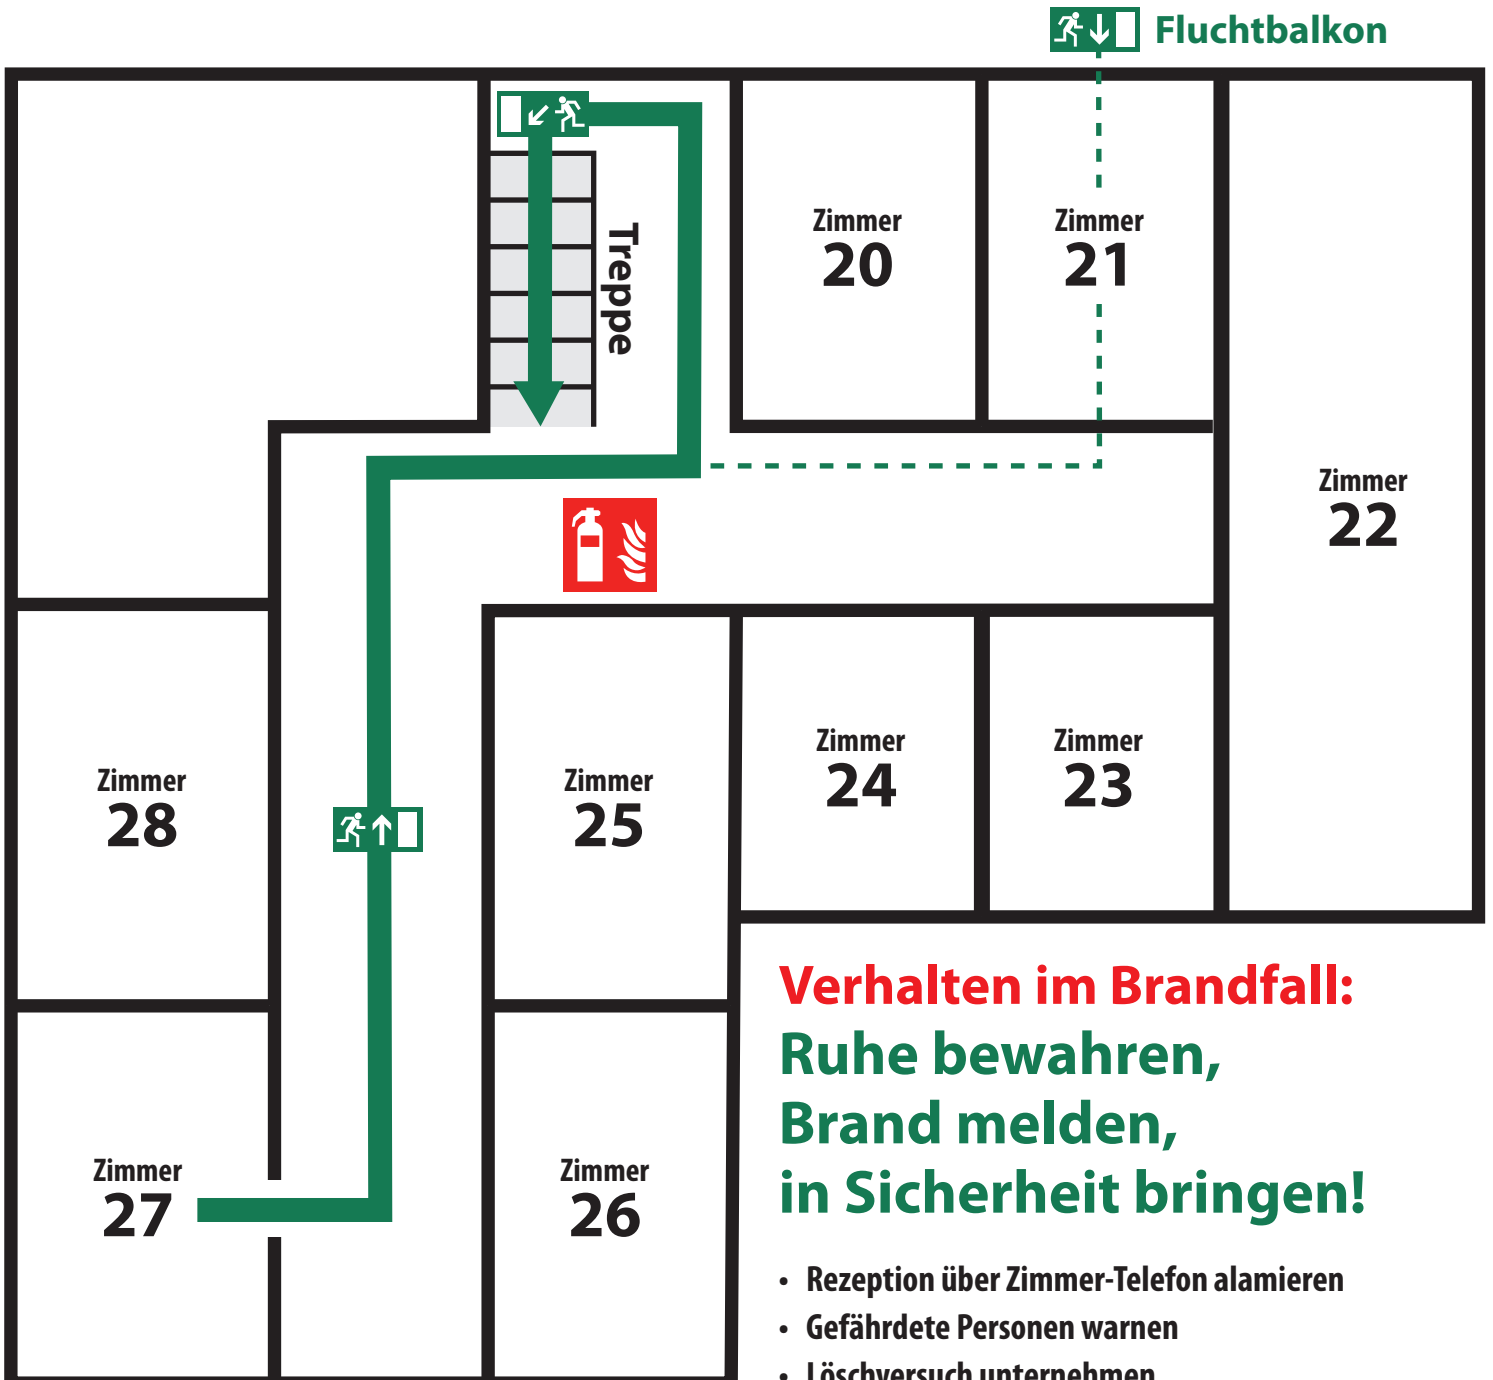 Fluchtbalkon
Treppe
Zimmer
20
Zimmer
21
Zimmer
22
Zimmer
28
Zimmer
25
Zimmer
24
Zimmer
23
Zimmer
27
Zimmer
26
Verhalten im Brandfall:
Ruhe bewahren,
Brand melden,
in Sicherheit bringen!
• Rezeption über Zimmer-Telefon alamieren
• Gefährdete Personen warnen
• Löschversuch unternehmen